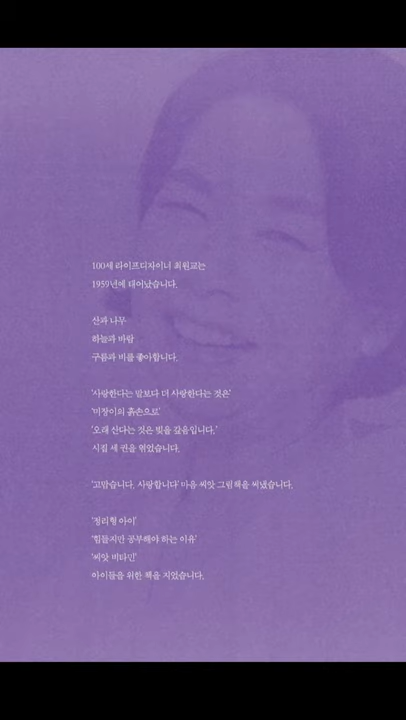 100세 라이프디자이너 최원교는
1959년에 태어났습니다.
산과 나무
하늘과 바람
구름과 비를 좋아합니다.
'사랑한다는 말보다 더 사랑한다는 것은'
'미장이의 흙손으로'
'오래 산다는 것은 빚을 갚음입니다.'
시집 세 권을 엮었습니다.
'고맙습니다. 사랑합니다' 마음 씨앗 그림책을 써냈습니다.
'정리형 아이'
'힘들지만 공부해야 하는 이유'
'씨앗 비타민'
아이들을 위한 책을 지었습니다.